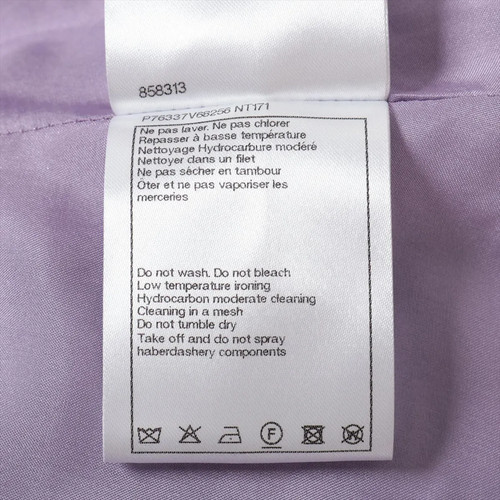 858313
P76337V66256 NT171
Ne pas laver. Ne pas chlorer
Repasser à basse température
Nettoyage Hydrocarbure modéré
Nettoyer dans un filet
Ne pas sécher en tambour
Ôter et ne pas vaporiser les
merceries
Do not wash. Do not bleach
Low temperature ironing
Hydrocarbon moderate cleaning
Cleaning in a mesh
Do not tumble dry
Take off and do not spray
haberdashery components
F W